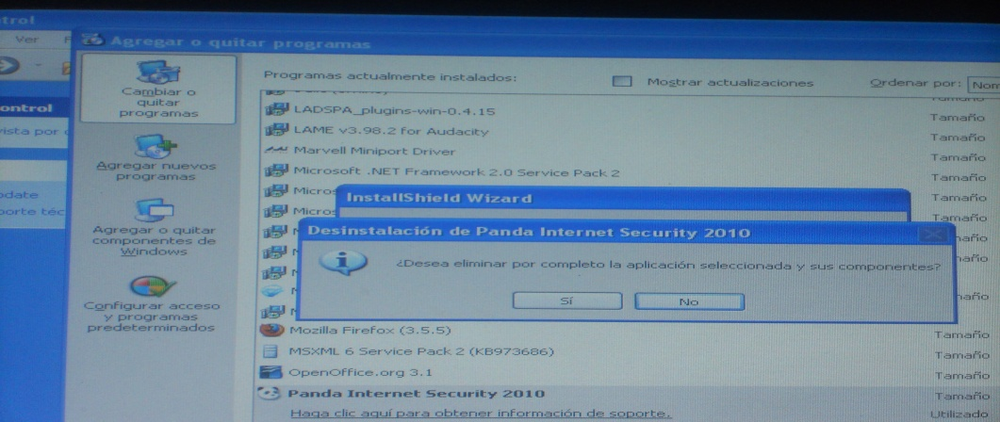 trol
Ver
Agregar o quitar programas
Cambiar o
quitar
programas
Programas actualmente instalados:
Mostrar actualizaciones
Ordenar por:
Nom
ontrol
vista por
LADSPA_plugins-win-0.4.15
Tamaño
LAME v3.98.2 for Audacity
Tamaño
Marvell Miniport Driver
Tamaño
Microsoft .NET Framework 2.0 Service Pack 2
Tamaño
Agregar nuevos
programas
Micros
Tamaño
Micros
Tamaño
InstallShield Wizard
pdate
porte téc
Desinstalación de Panda Internet Security 2010
¿Desea eliminar por completo la aplicación seleccionada y sus componentes?
Sí
No
maño
maño
maño
Agregar o quitar
componentes de
Windows
Configurar acceso
y programas
predeterminados
Mozilla Firefox (3.5.5)
Tamaño
MSXML 6 Service Pack 2 (KB973686)
Tamaño
OpenOffice.org 3.1
Tamaño
Panda Internet Security 2010
Tamaño
Haga clic aquí para obtener información de soporte.
Utilizado